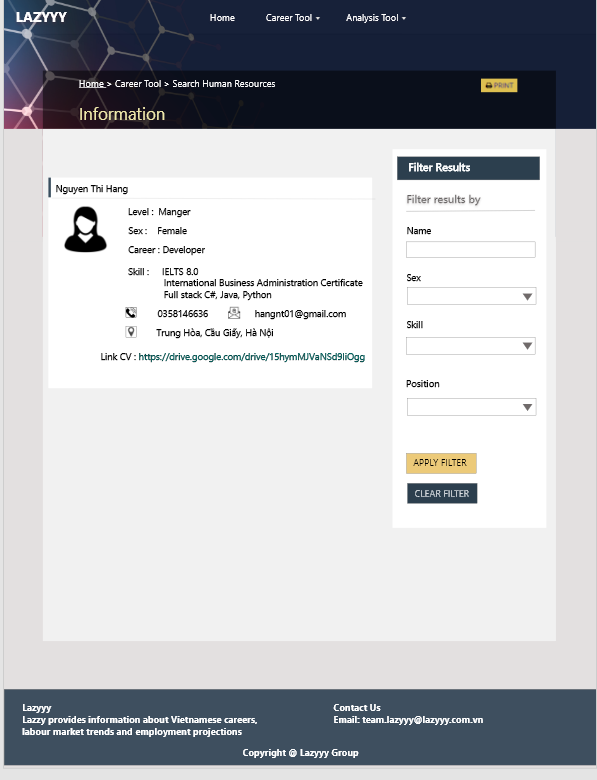 LAZYYY
Home Career Tool Analysis Tool
Home > Career Tool > Search Human Resources
PRINT
Information
Nguyen Thi Hang
Level : Manger
Sex : Female
Career : Developer
Skill : IELTS 8.0
International Business Administration Certificate
Full stack C#, Java, Python
0358146636 hangnt01@gmail.com
Trung Hòa, Cầu Giấy, Hà Nội
Link CV : https://drive.google.com/drive/15hymMJVaNSd9liOgg
Filter Results
Filter results by
Name
Sex
Skill
Position
APPLY FILTER
CLEAR FILTER
Lazyyy
Lazzy provides information about Vietnamese careers,
labour market trends and employment projections
Contact Us
Email: team.lazyyy@lazyyy.com.vn
Copyright @ Lazyyy Group